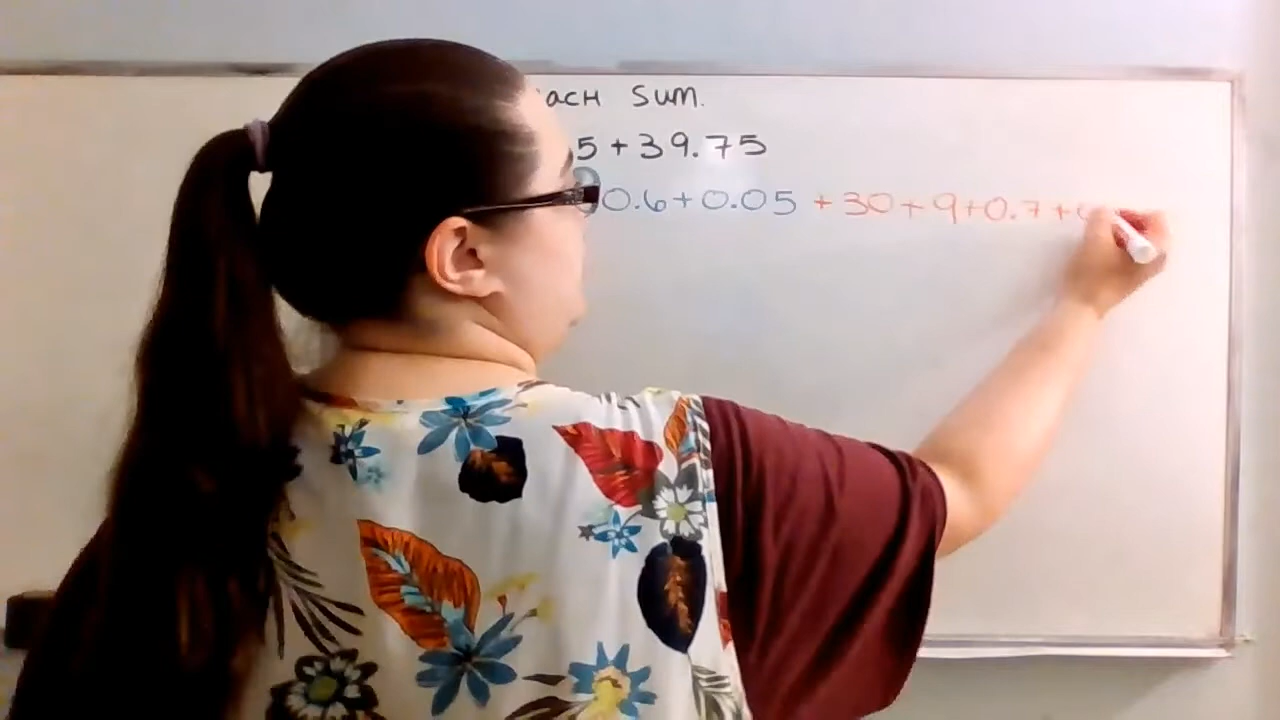 ach Sum.
5 + 39.75
0.6 + 0.05 + 30 + 9 + 0.7 +